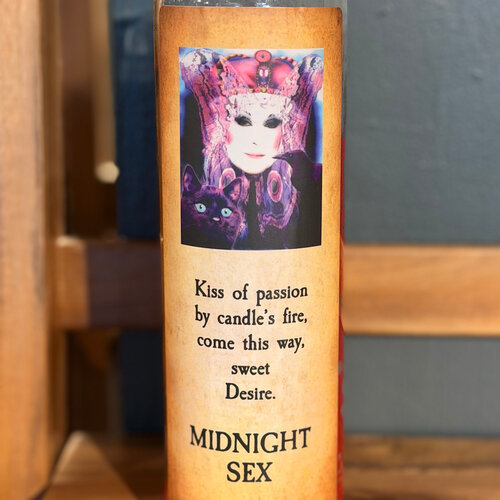 Kiss of passion
by candle's fire,
come this way,
sweet
Desire.
MIDNIGHT
SEX